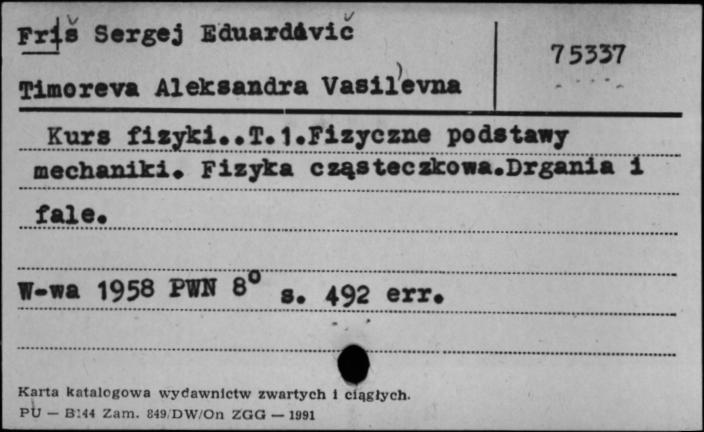 Friš Sergej Eduardovič
75337
Timoreva Aleksandra Vasil'evna
Kurs fizyki..T.1.Fizyczne podstawy
mechaniki. Fizyka cząsteczkowa.Drgania i
fale.
W-wa 1958 PWN 8° s. 492 err.
Karta katalogowa wydawnictw zwartych i ciągłych.
PU — B144 Zam. 849/DW/On ZGG — 1991